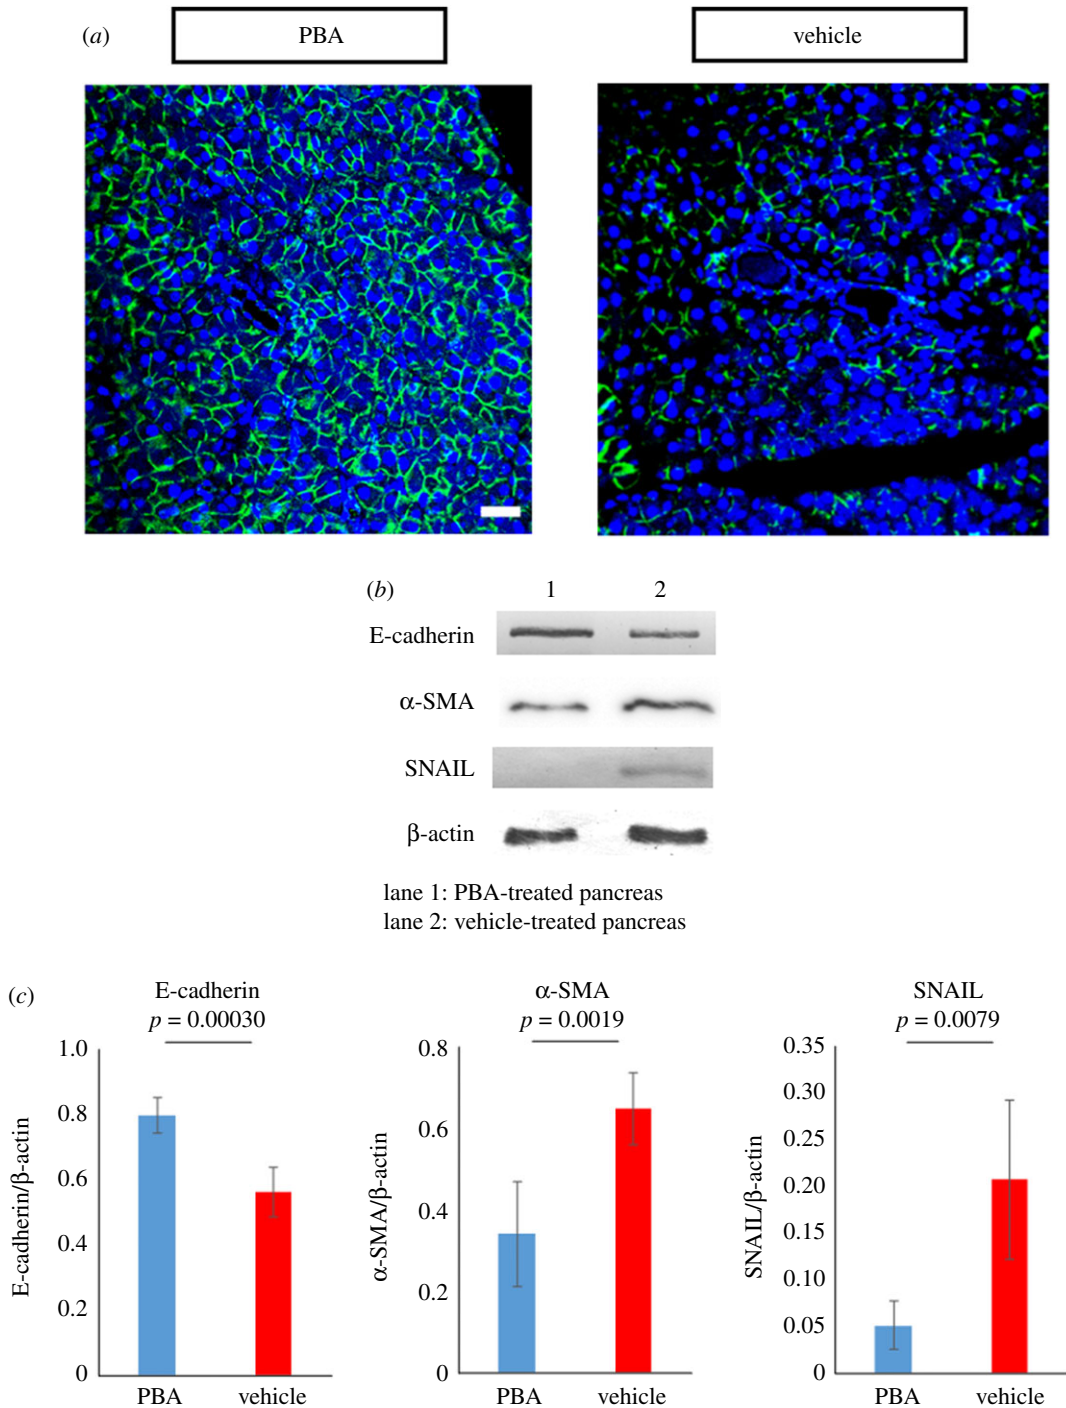 (a)
PBA
vehicle
(b)
1
2
E-cadherin
α-SMA
SNAIL
β-actin
lane 1: PBA-treated pancreas
lane 2: vehicle-treated pancreas
(c)
E-cadherin
p = 0.00030
1.0
0.8
0.6
0.4
0.2
0
E-cadherin/β-actin
PBA
vehicle
α-SMA
p = 0.0019
0.8
0.6
0.4
0.2
0
α-SMA/β-actin
PBA
vehicle
SNAIL
p = 0.0079
0.35
0.30
0.25
0.20
0.15
0.10
0.05
0
SNAIL/β-actin
PBA
vehicle